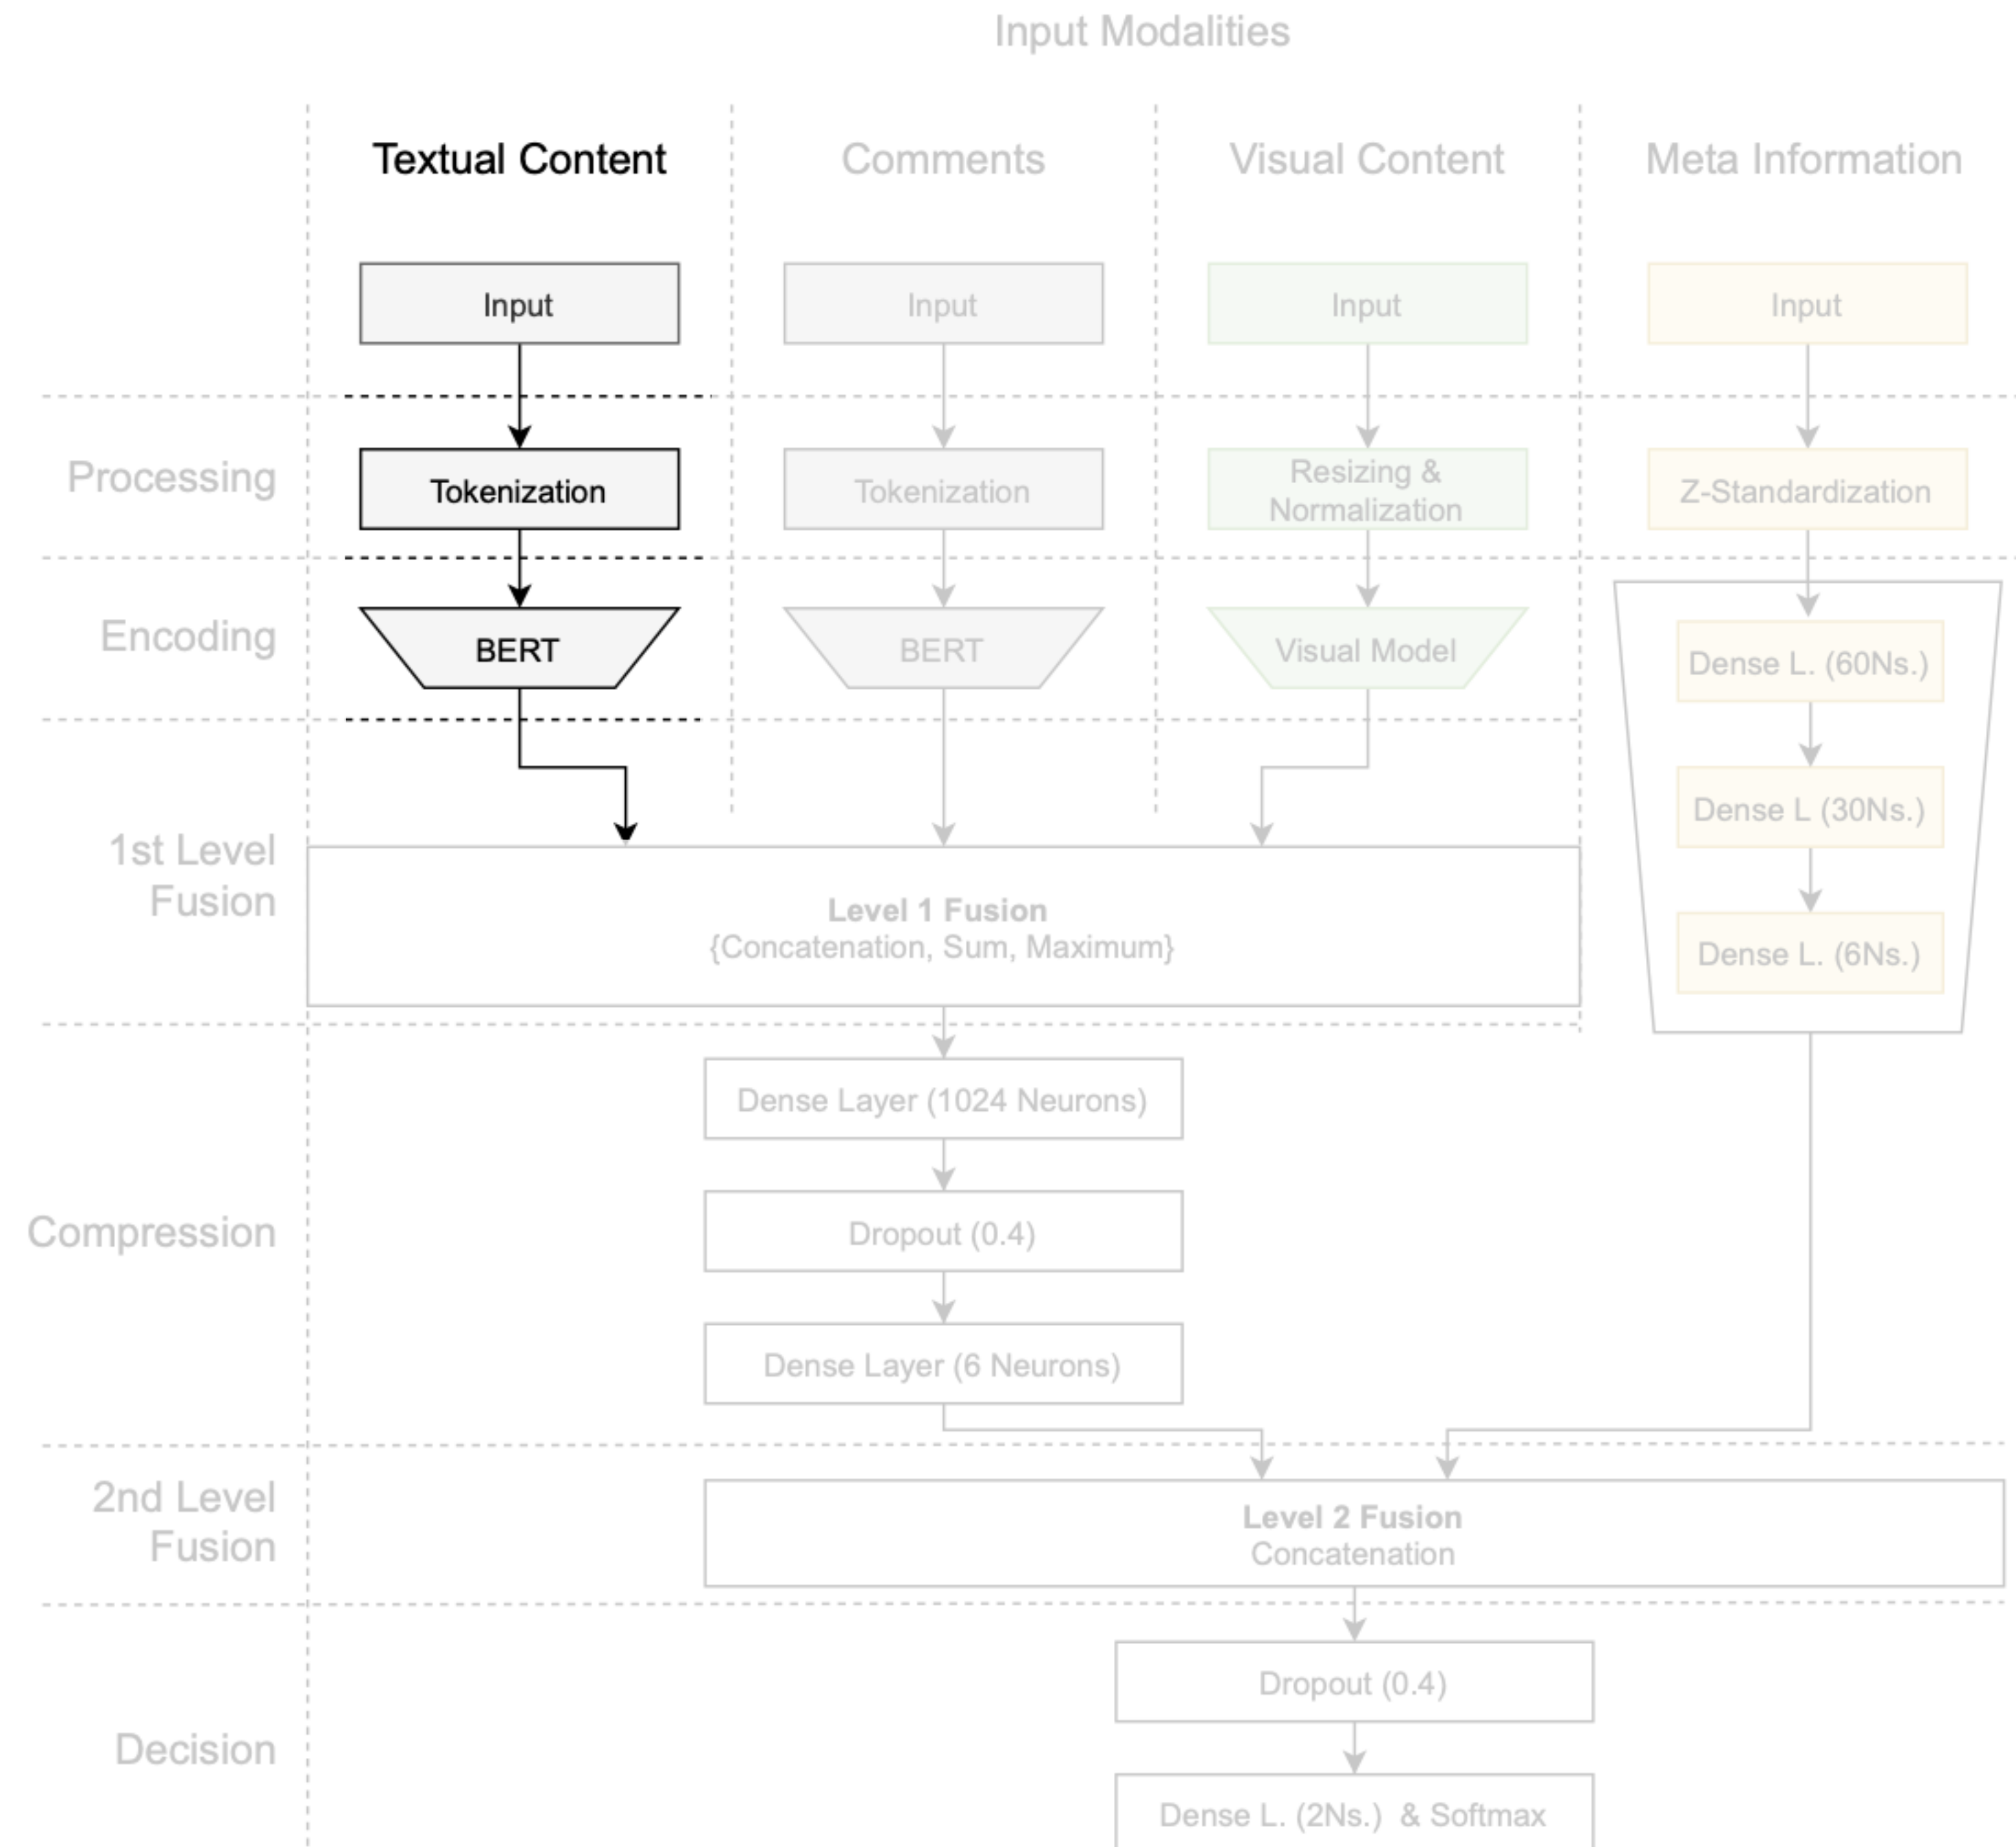 Input Modalities
Textual Content
Comments
Visual Content
Meta Information
Input
Input
Input
Input
Processing
Tokenization
Tokenization
Resizing &
Normalization
Z-Standardization
Encoding
BERT
BERT
Visual Model
Dense L. (60Ns.)
Dense L (30Ns.)
Dense L. (6Ns.)
1st Level
Fusion
Level 1 Fusion
{Concatenation, Sum, Maximum}
Compression
Dense Layer (1024 Neurons)
Dropout (0.4)
Dense Layer (6 Neurons)
2nd Level
Fusion
Level 2 Fusion
Concatenation
Decision
Dropout (0.4)
Dense L. (2Ns.) & Softmax